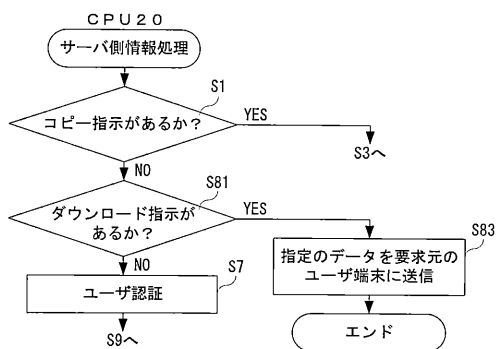 CPU20
サーバ側情報処理
S1
コピー指示があるか?
YES
S3へ
NO
S81
ダウンロード指示が
あるか?
YES
S83
指定のデータを要求元の
ユーザ端末に送信
エンド
NO
S7
ユーザ認証
S9へ